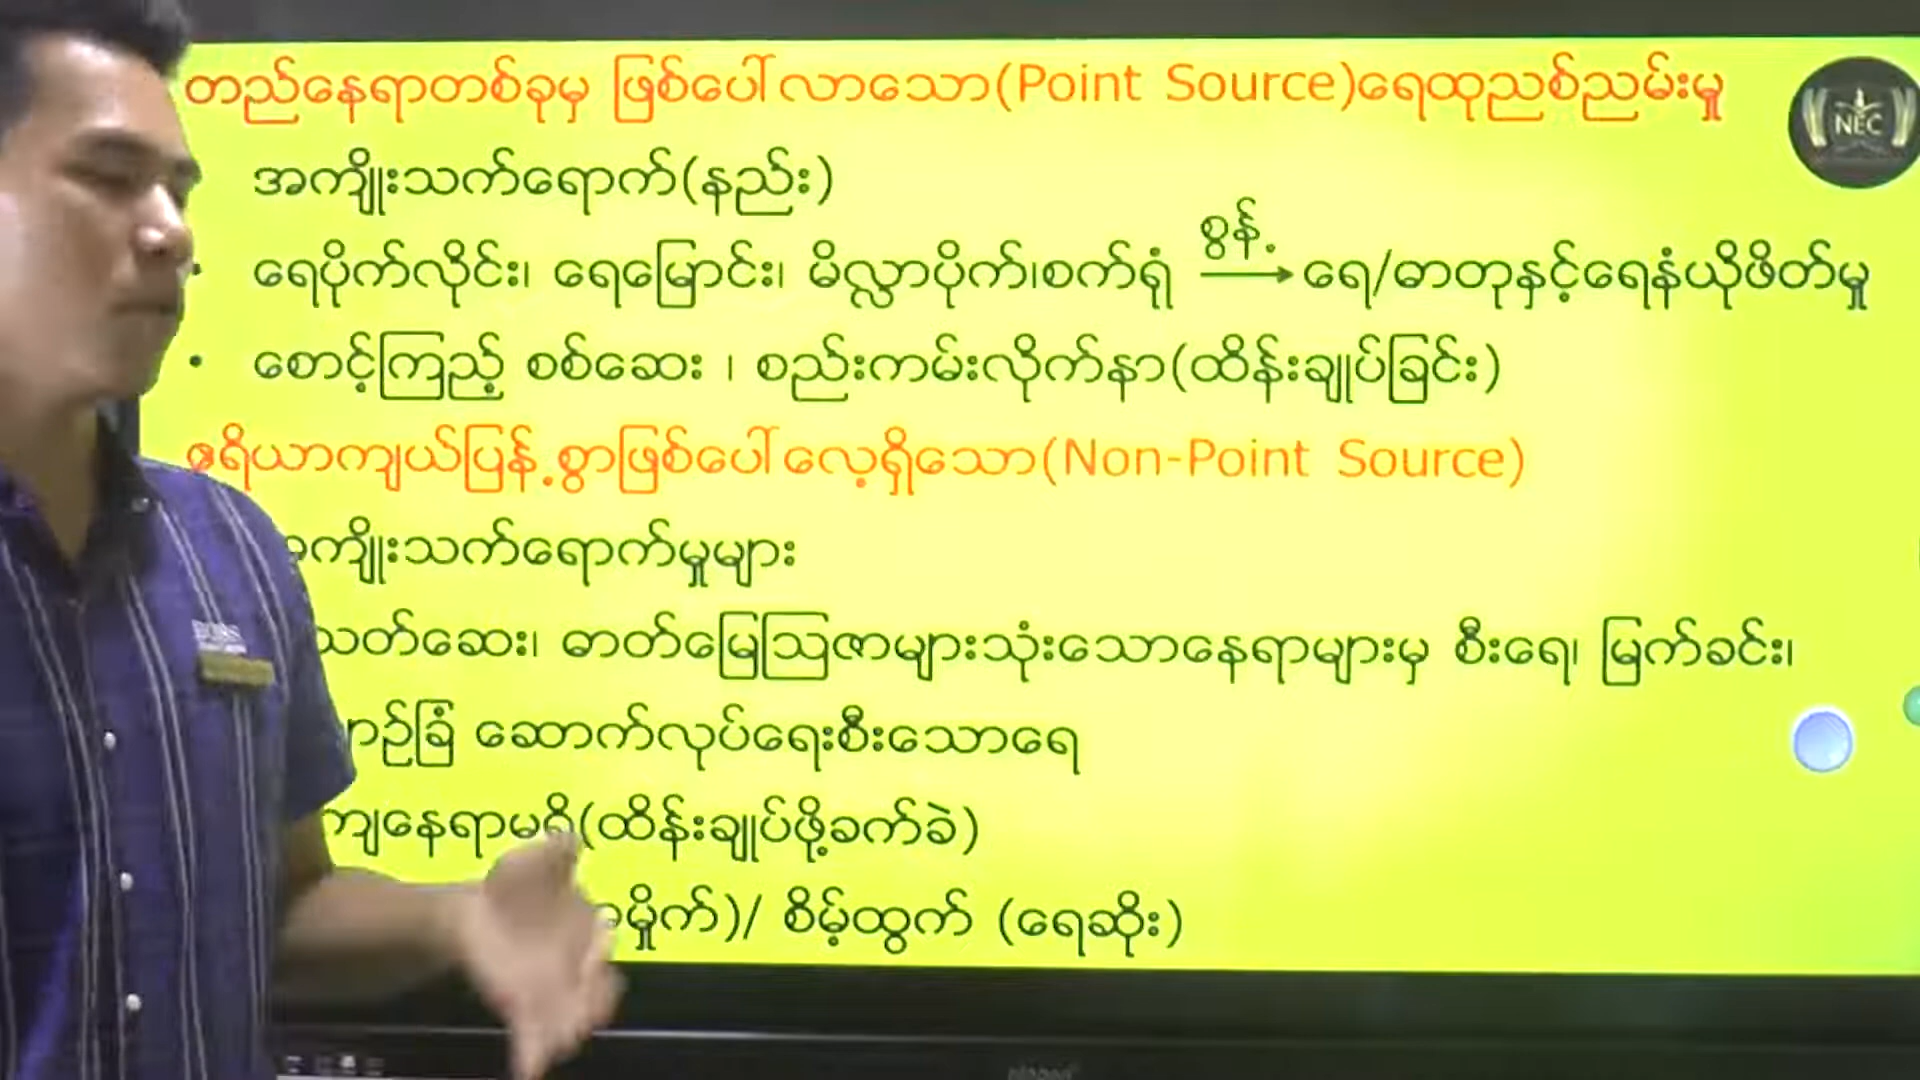 တည်နေရာတစ်ခုမှ ဖြစ်ပေါ်လာသော(Point Source)ရေထုညစ်ညမ်းမှု
NEC
အကျိုးသက်ရောက်(နည်း)
စွန့်
• ရေပိုက်လိုင်း၊ ရေမြောင်း၊ မိလ္လာပိုက်၊စက်ရုံ → ရေ/ဓာတုနှင့်ရေနံယိုဖိတ်မှု
• စောင့်ကြည့် စစ်ဆေး ၊ စည်းကမ်းလိုက်နာ(ထိန်းချုပ်ခြင်း)
ဧရိယာကျယ်ပြန့်စွာဖြစ်ပေါ်လေ့ရှိသော(Non-Point Source)
အကျိုးသက်ရောက်မှုများ
သတ်ဆေး၊ ဓာတ်မြေဩဇာများသုံးသောနေရာများမှ စီးရေ၊ မြက်ခင်း၊
ဉ်ခြံ ဆောက်လုပ်ရေးစီးသောရေ
ကျနေရာမရှိ(ထိန်းချုပ်ဖို့ခက်ခဲ)
မှိုက်)/ စိမ့်ထွက် (ရေဆိုး)